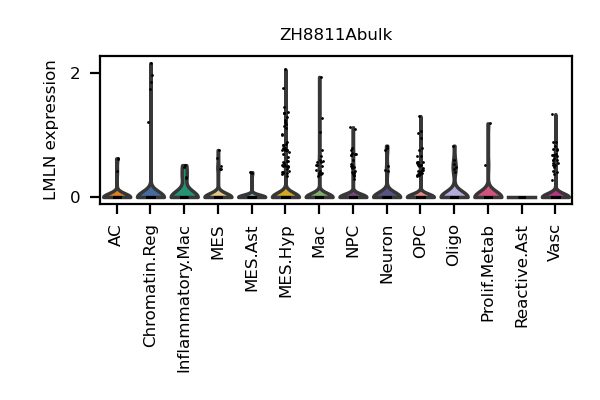 ZH8811Abulk
LMLN expression
2
0
AC
Chromatin.Reg
Inflammatory.Mac
MES
MES.Ast
MES.Hyp
Mac
NPC
Neuron
OPC
Oligo
Prolif.Metab
Reactive.Ast
Vasc